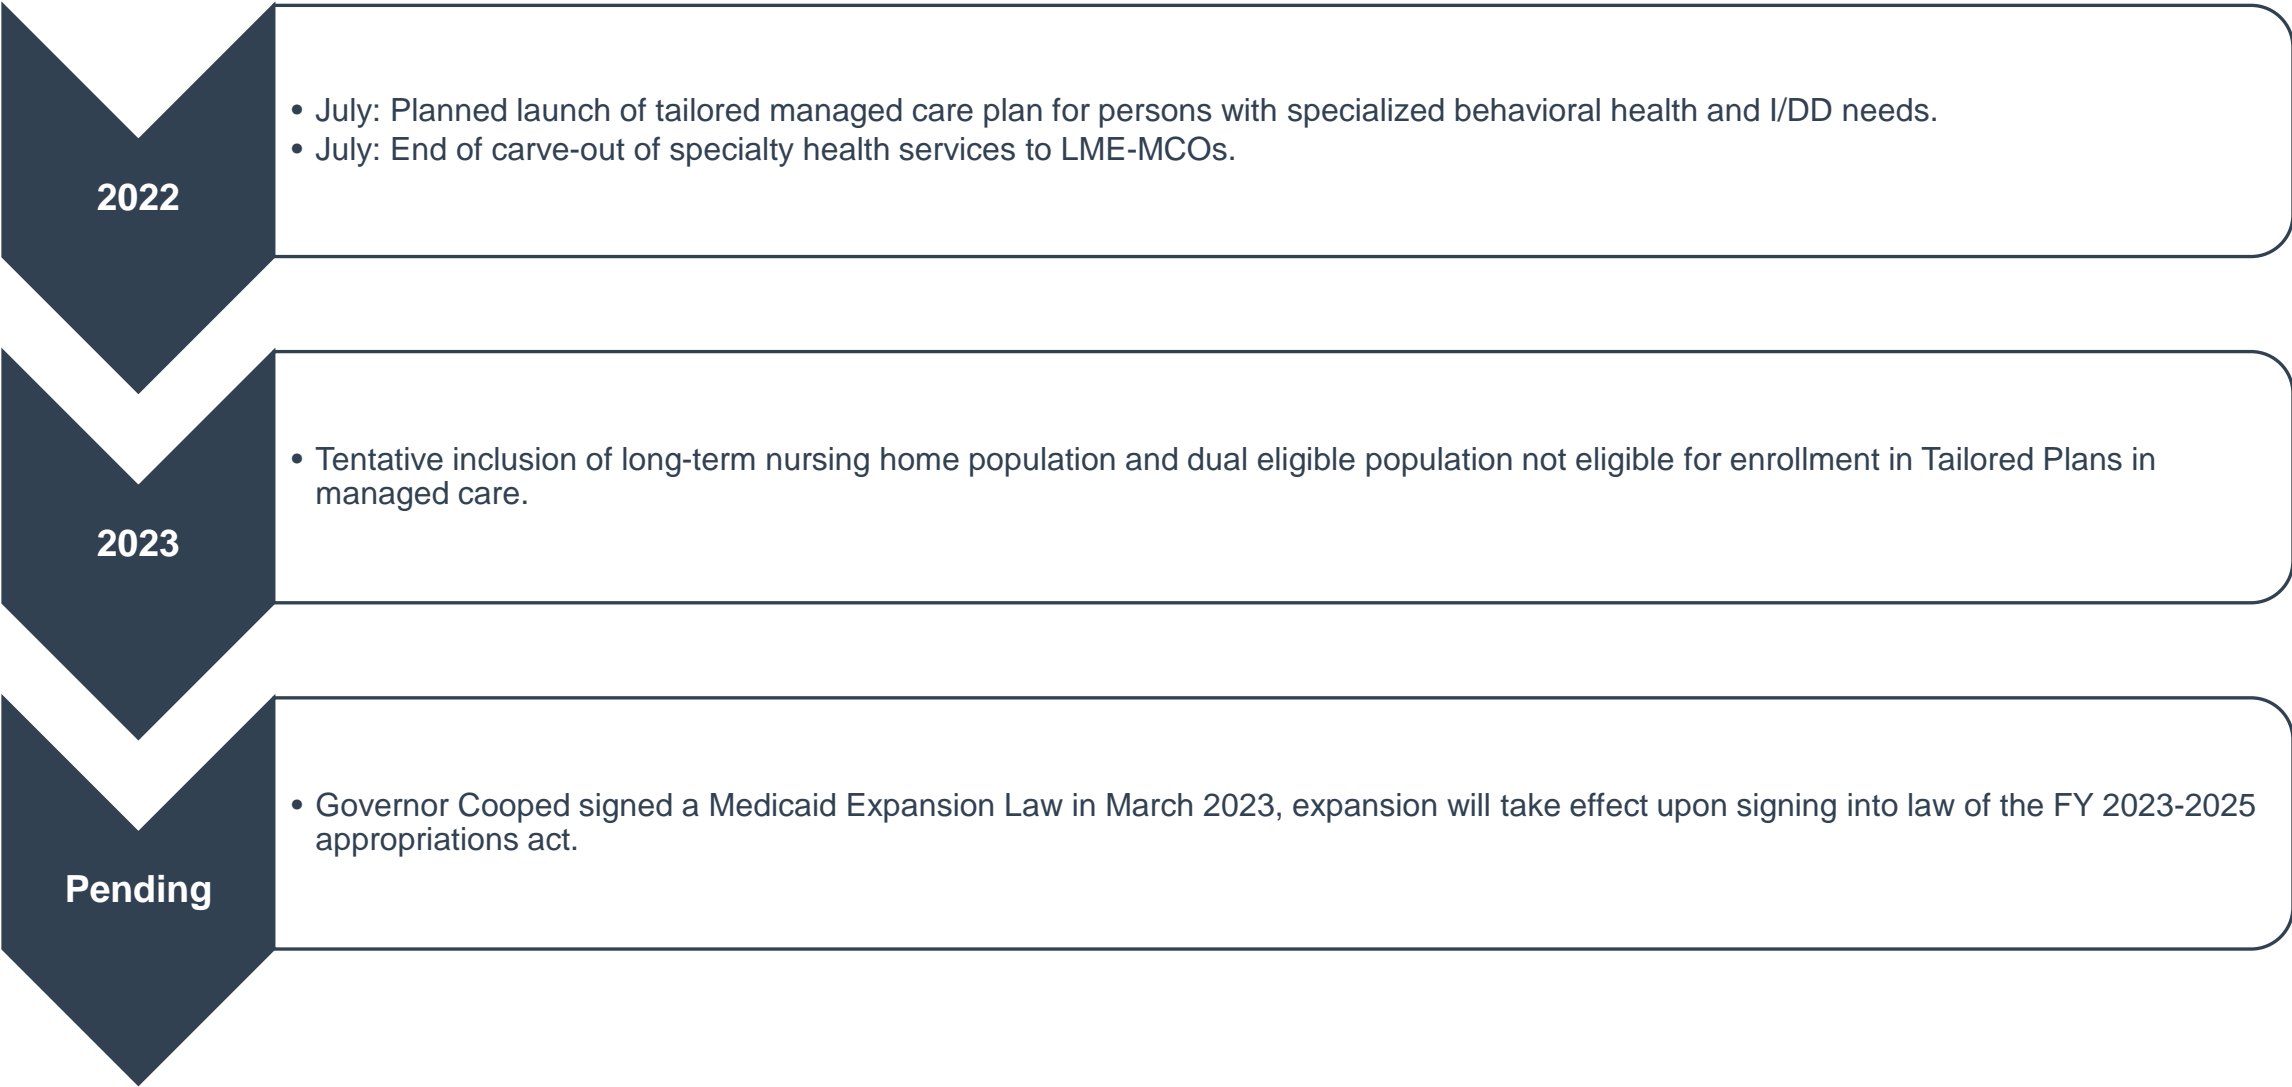 2022
• July: Planned launch of tailored managed care plan for persons with specialized behavioral health and I/DD needs.
• July: End of carve-out of specialty health services to LME-MCOs.
2023
• Tentative inclusion of long-term nursing home population and dual eligible population not eligible for enrollment in Tailored Plans in
managed care.
Pending
• Governor Cooped signed a Medicaid Expansion Law in March 2023, expansion will take effect upon signing into law of the FY 2023-2025
appropriations act.